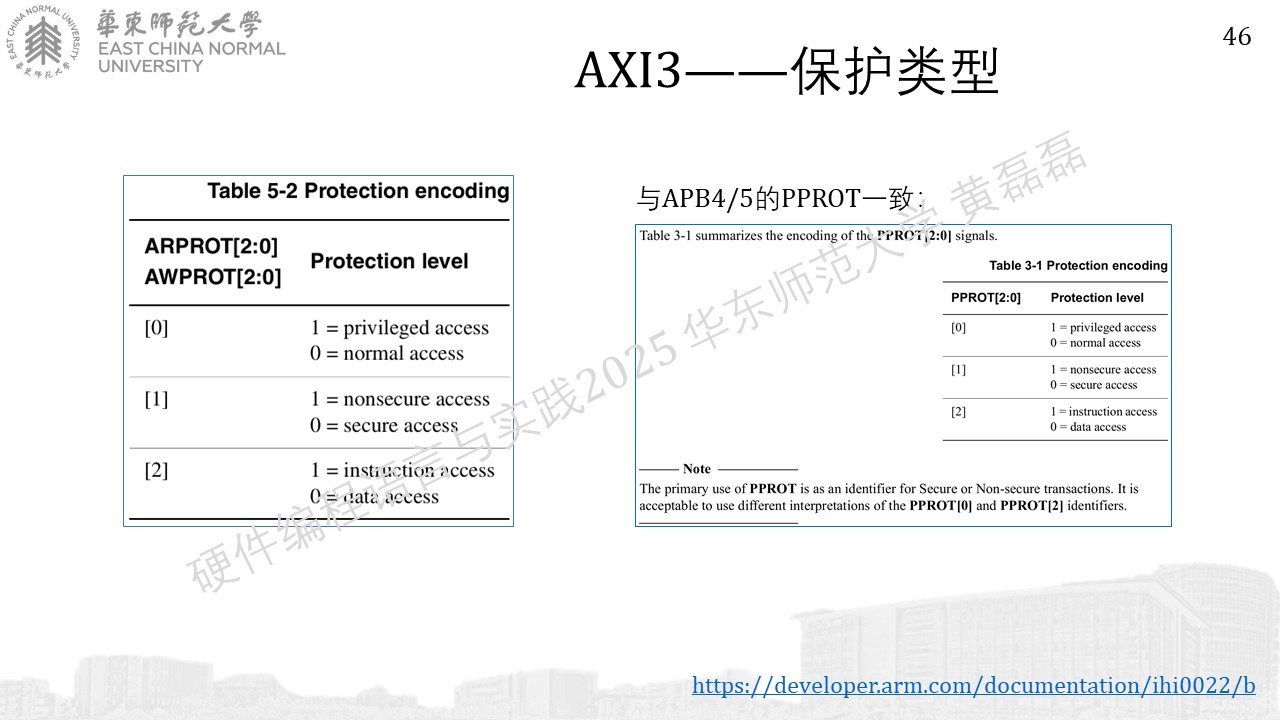 華東師範大學
EAST CHINA NORMAL
UNIVERSITY
EAST CHINA NORMAL UNIVERSITY
華東師範大學
46
AXI3——保护类型
Table 5-2 Protection encoding
ARPROT[2:0]
AWPROT[2:0]
Protection level
[0]
1 = privileged access
0 = normal access
[1]
1 = nonsecure access
0 = secure access
[2]
1 = instruction access
0 = data access
与APB4/5的PPROT一致：
Table 3-1 summarizes the encoding of the PPROT[2:0] signals.
Table 3-1 Protection encoding
PPROT[2:0] Protection level
[0] 1 = privileged access
0 = normal access
[1] 1 = nonsecure access
0 = secure access
[2] 1 = instruction access
0 = data access
Note
The primary use of PPROT is as an identifier for Secure or Non-secure transactions. It is
acceptable to use different interpretations of the PPROT[0] and PPROT[2] identifiers.
硬件编程语言与实践2025 华东师范大学 黄磊磊
https://developer.arm.com/documentation/ihi0022/b